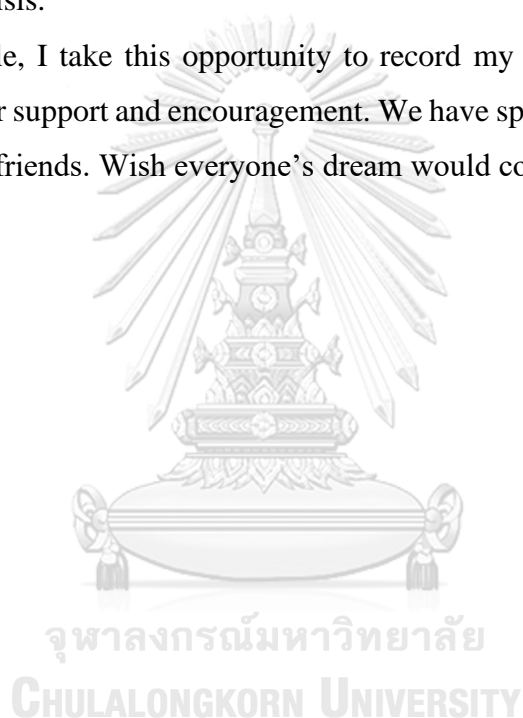 sis.
le, I take this opportunity to record my
r support and encouragement. We have sp
friends. Wish everyone’s dream would co
จุฬาลงกรณ์มหาวิทยาลัย
CHULALONGKORN UNIVERSITY